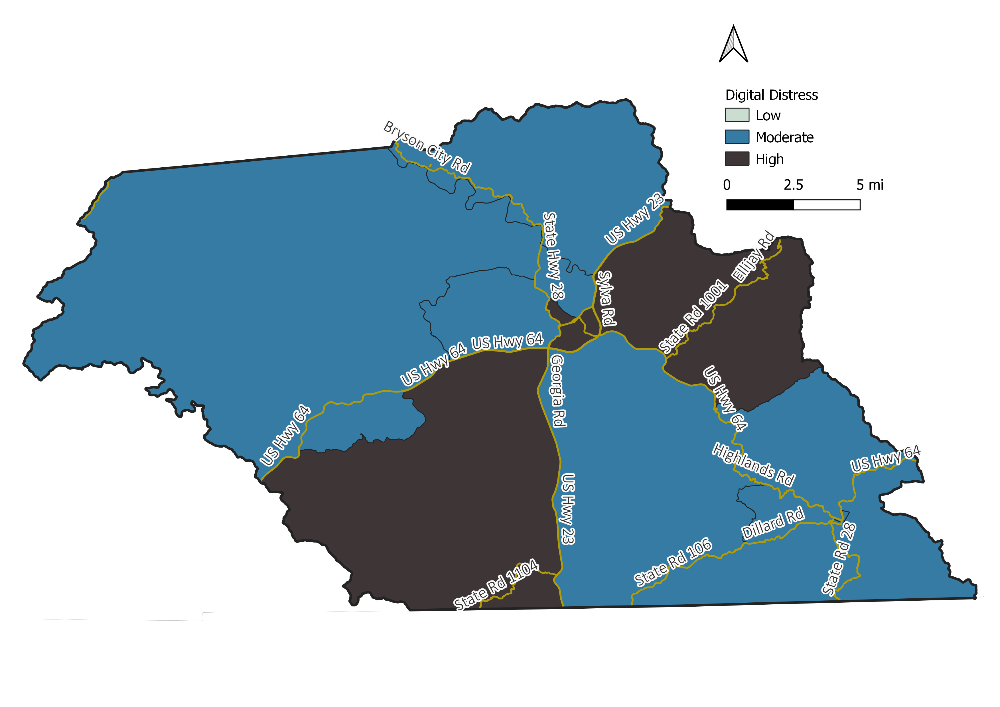 Digital Distress
Low
Moderate
High
0 2.5 5 mi
Bryson City Rd
US Hwy 23
State Hwy 28
Ellijay Rd
Sylva Rd
State Rd 1001
US Hwy 64
US Hwy 64
Georgia Rd
US Hwy 64
US Hwy 64
Highlands Rd
US Hwy 64
US Hwy 23
Dillard Rd
State Rd 28
State Rd 106
State Rd 1104